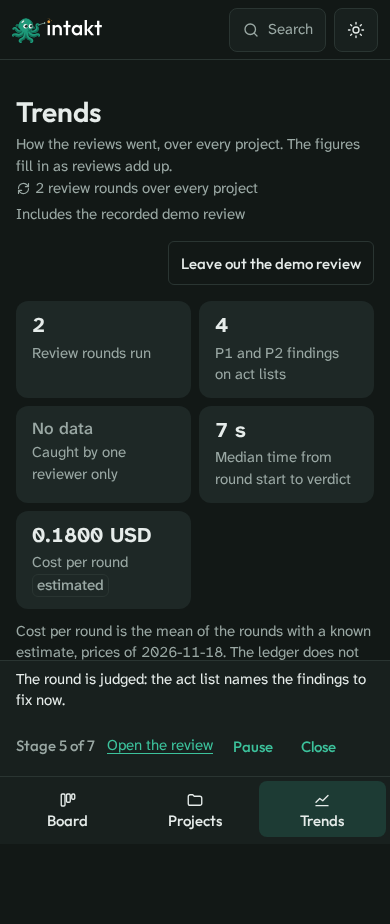 intakt
Search
Trends
How the reviews went, over every project. The figures
fill in as reviews add up.
2 review rounds over every project
Includes the recorded demo review
Leave out the demo review
2
Review rounds run
4
P1 and P2 findings
on act lists
No data
Caught by one
reviewer only
7 s
Median time from
round start to verdict
0.1800 USD
Cost per round
estimated
Cost per round is the mean of the rounds with a known
estimate, prices of 2026-11-18. The ledger does not
The round is judged: the act list names the findings to
fix now.
Stage 5 of 7
Open the review
Pause
Close
Board
Projects
Trends